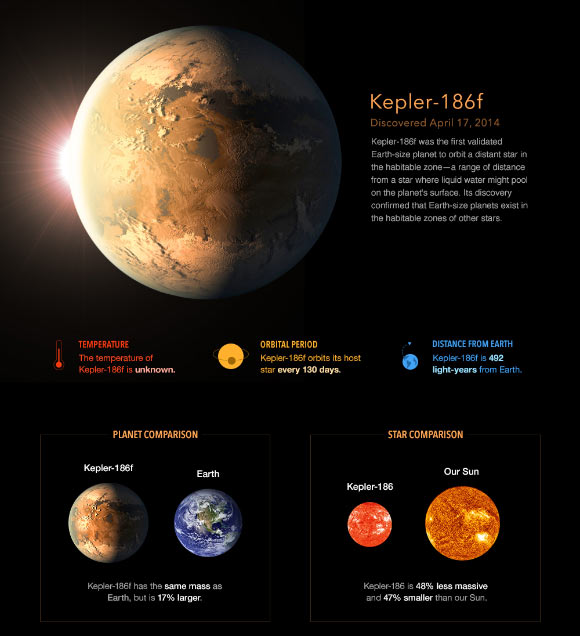 Kepler-186f
Discovered April 17, 2014
Kepler-186f was the first validated
Earth-size planet to orbit a distant star in
the habitable zone—a range of distance
from a star where liquid water might pool
on the planet's surface. Its discovery
confirmed that Earth-size planets exist in
the habitable zones of other stars.
TEMPERATURE
The temperature of
Kepler-186f is unknown.
ORBITAL PERIOD
Kepler-186f orbits its host
star every 130 days.
DISTANCE FROM EARTH
Kepler-186f is 492
light-years from Earth.
PLANET COMPARISON
Kepler-186f
Earth
Kepler-186f has the same mass as
Earth, but is 17% larger.
STAR COMPARISON
Kepler-186
Our Sun
Kepler-186 is 48% less massive
and 47% smaller than our Sun.